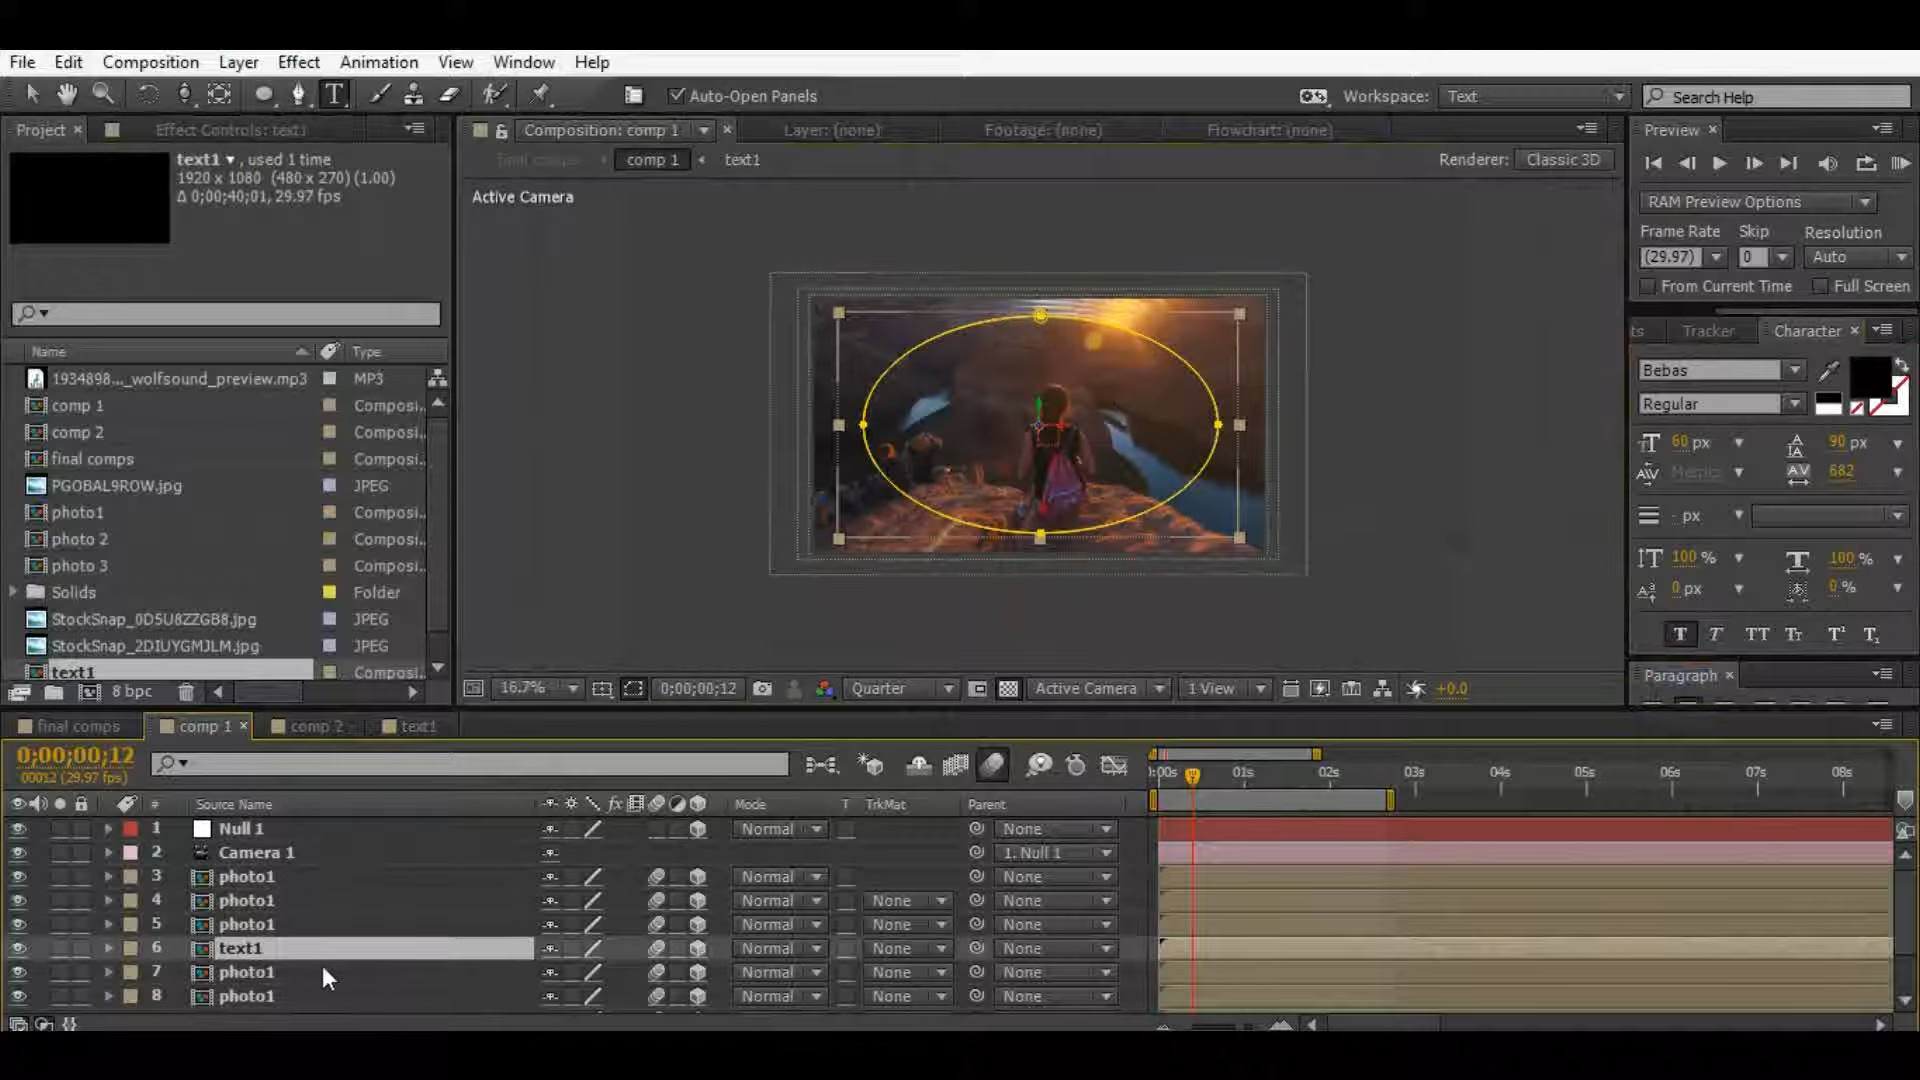 File Edit Composition Layer Effect Animation View Window Help
T Auto-Open Panels Workspace: Text Search Help
Project × Effect Controls: text1
text1 ▼, used 1 time
1920 x 1080 (480 x 270) (1.00)
Δ 0;00;40;01, 29.97 fps
Name Type
1934898..._wolfsound_preview.mp3 MP3
comp 1 Composi..
comp 2 Composi..
final comps Composi..
PGOBAL9ROW.jpg JPEG
photo1 Composi..
photo 2 Composi..
photo 3 Composi..
Solids Folder
StockSnap_0D5U8ZZGB8.jpg JPEG
StockSnap_2DIUYGMJLM.jpg JPEG
text1 Composi..
8 bpc
Composition: comp 1 × Layer: (none) Footage: (none) Flowchart: (none)
final comps comp 1 text1 Renderer: Classic 3D
Active Camera
16.7% 0;00;00;12 Quarter Active Camera 1 View +0.0
Preview ×
RAM Preview Options
Frame Rate Skip Resolution
(29.97) 0 Auto
From Current Time Full Screen
ts Tracker Character ×
Bebas
Regular
60 px 90 px
Metrics 682
- px
100 % 100 %
0 px 0 %
T T TT Tt T¹ T₁
Paragraph ×
final comps comp 1 × comp 2 text1
0;00;00;12
00012 (29.97 fps)
:00s 01s 02s 03s 04s 05s 06s 07s 08s
# Source Name fx Mode T TrkMat Parent
1 Null 1 Normal None
2 Camera 1 1. Null 1
3 photo1 Normal None
4 photo1 Normal None None
5 photo1 Normal None None
6 text1 Normal None None
7 photo1 Normal None None
8 photo1 Normal None None